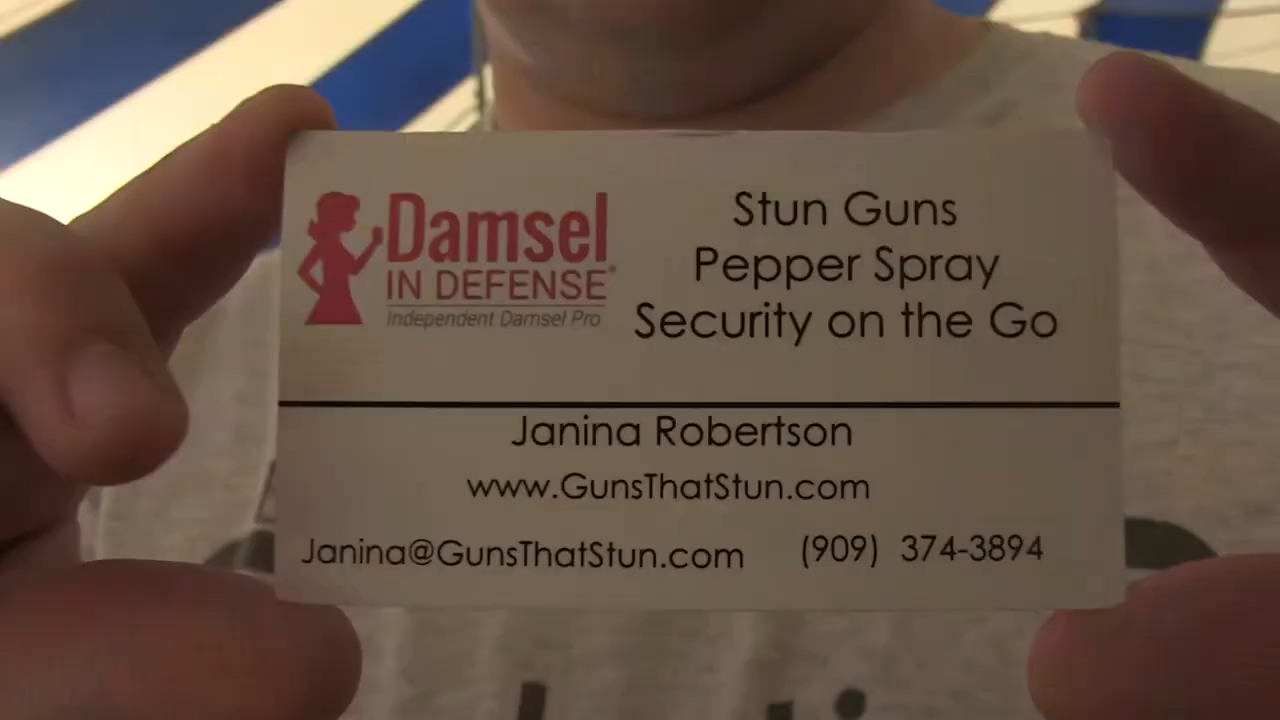 Damsel
IN DEFENSE®
Independent Damsel Pro
Stun Guns
Pepper Spray
Security on the Go
Janina Robertson
www.GunsThatStun.com
Janina@GunsThatStun.com (909) 374-3894